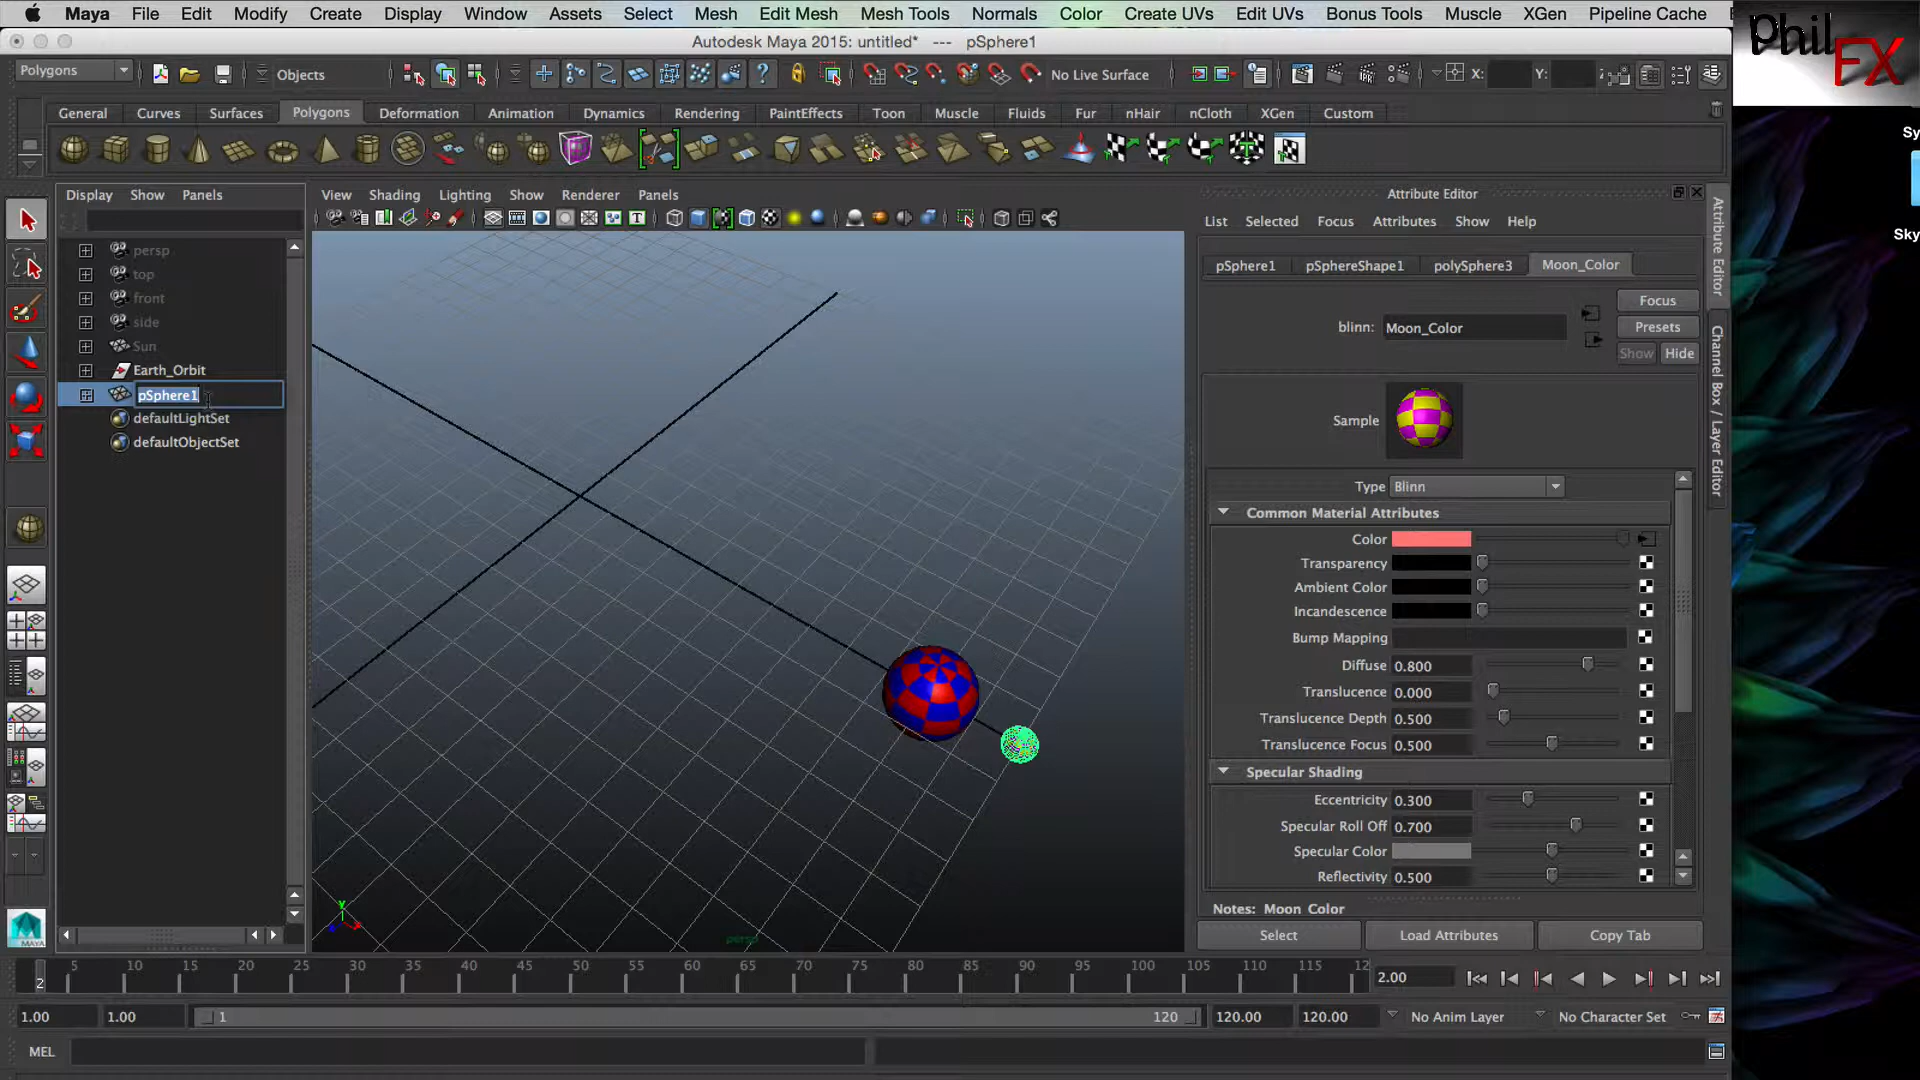 Maya File Edit Modify Create Display Window Assets Select Mesh Edit Mesh Mesh Tools Normals Color Create UVs Edit UVs Bonus Tools Muscle XGen Pipeline Cache
Phil FX
Autodesk Maya 2015: untitled* --- pSphere1
Polygons Objects No Live Surface X: Y:
General Curves Surfaces Polygons Deformation Animation Dynamics Rendering PaintEffects Toon Muscle Fluids Fur nHair nCloth XGen Custom
Sy
Sky
Display Show Panels
View Shading Lighting Show Renderer Panels
persp
top
front
side
Sun
Earth_Orbit
pSphere1
defaultLightSet
defaultObjectSet
y
persp
Attribute Editor
List Selected Focus Attributes Show Help
pSphere1 pSphereShape1 polySphere3 Moon_Color
Focus
blinn: Moon_Color Presets
Show Hide
Sample
Type Blinn
Common Material Attributes
Color
Transparency
Ambient Color
Incandescence
Bump Mapping
Diffuse 0.800
Translucence 0.000
Translucence Depth 0.500
Translucence Focus 0.500
Specular Shading
Eccentricity 0.300
Specular Roll Off 0.700
Specular Color
Reflectivity 0.500
Notes: Moon Color
Select Load Attributes Copy Tab
Attribute Editor
Channel Box / Layer Editor
MAYA
2 5 10 15 20 25 30 35 40 45 50 55 60 65 70 75 80 85 90 95 100 105 110 115 12 2.00
1.00 1.00 1 120 120.00 120.00 No Anim Layer No Character Set
MEL